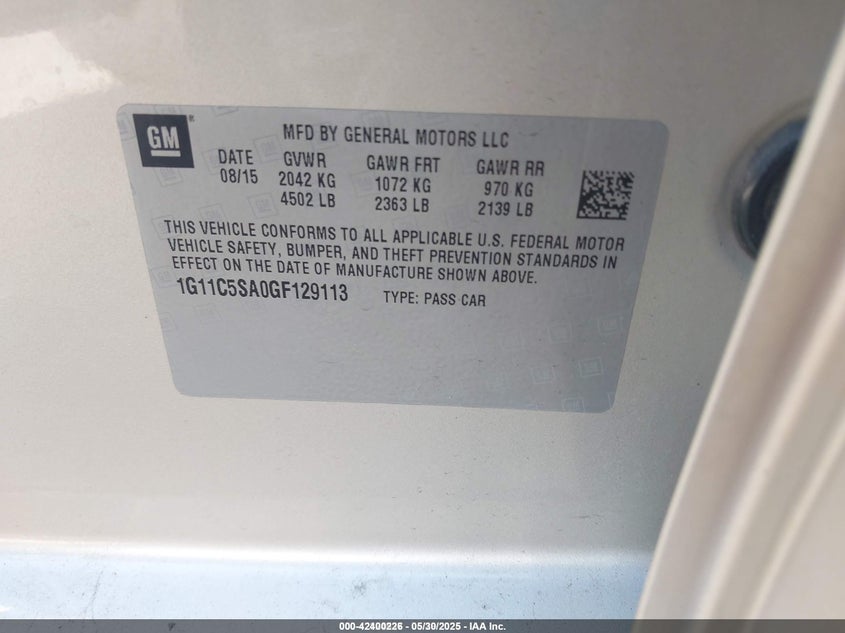 GM
MFD BY GENERAL MOTORS LLC
DATE GVWR GAWR FRT GAWR RR
08/15 2042 KG 1072 KG 970 KG
4502 LB 2363 LB 2139 LB
THIS VEHICLE CONFORMS TO ALL APPLICABLE U.S. FEDERAL MOTOR
VEHICLE SAFETY, BUMPER, AND THEFT PREVENTION STANDARDS IN
EFFECT ON THE DATE OF MANUFACTURE SHOWN ABOVE.
1G11C5SA0GF129113 TYPE: PASS CAR
000-42400226 - 05/30/2025 - IAA Inc.